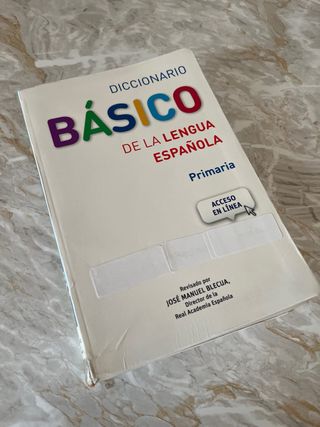 DICCIONARIO
BÁSICO
DE LA LENGUA
ESPAÑOLA
Primaria
ACCESO
EN LÍNEA
Revisado por
JOSÉ MANUEL BLECUA,
Director de la
Real Academia Española